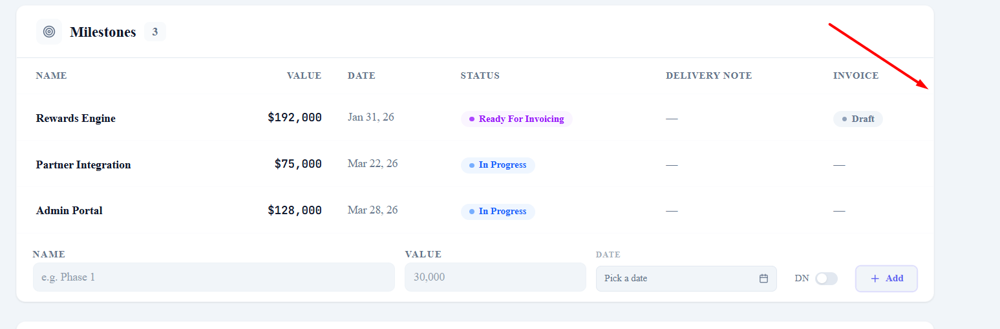 Milestones 3
NAME VALUE DATE STATUS DELIVERY NOTE INVOICE
Rewards Engine $192,000 Jan 31, 26 Ready For Invoicing — Draft
Partner Integration $75,000 Mar 22, 26 In Progress — —
Admin Portal $128,000 Mar 28, 26 In Progress — —
NAME VALUE DATE
e.g. Phase 1 30,000 Pick a date DN + Add